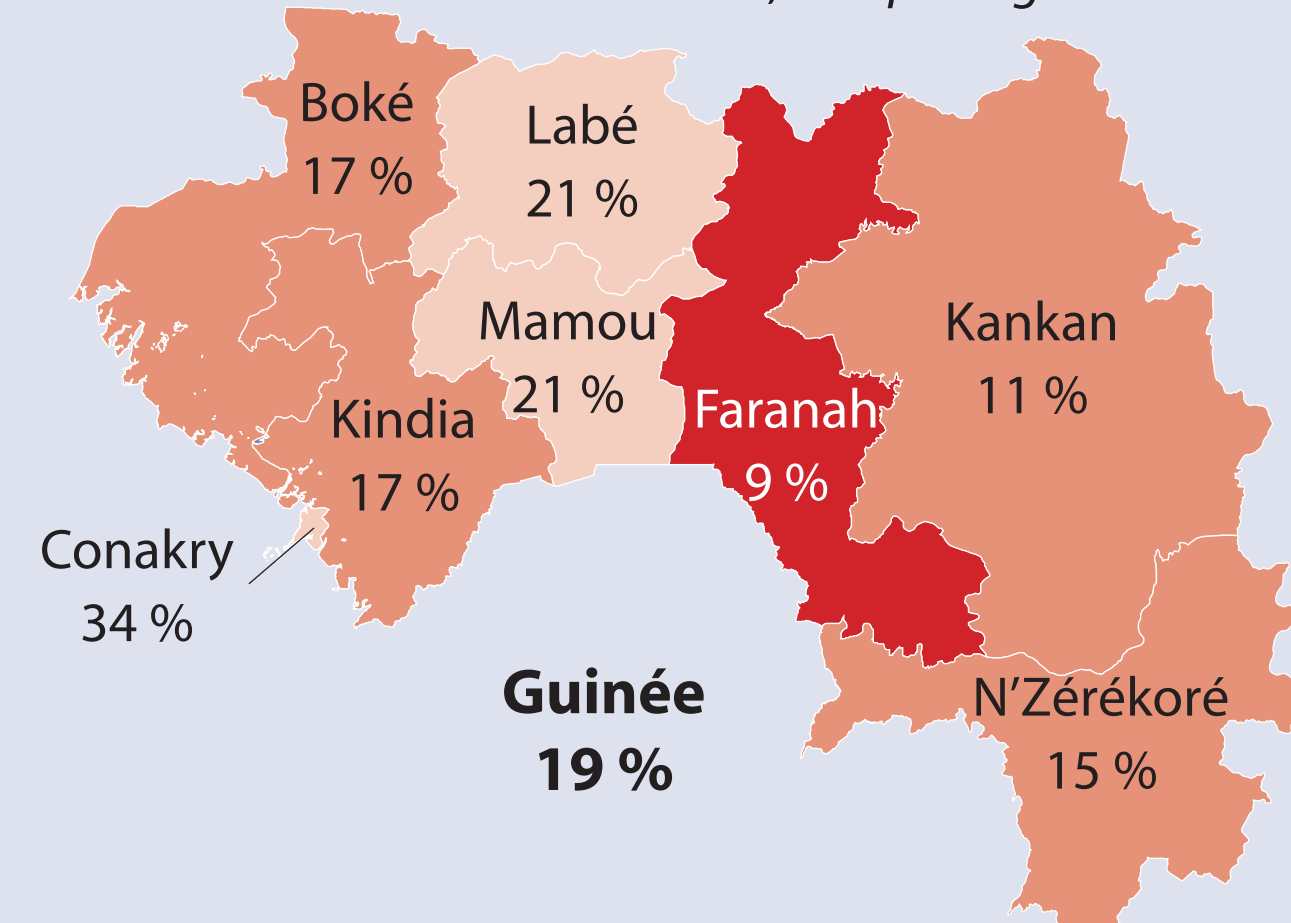 Boké
17 %
Labé
21 %
Mamou
21 %
Kankan
11 %
Faranah
9 %
Kindia
17 %
Conakry
34 %
Guinée
19 %
N’Zérékoré
15 %